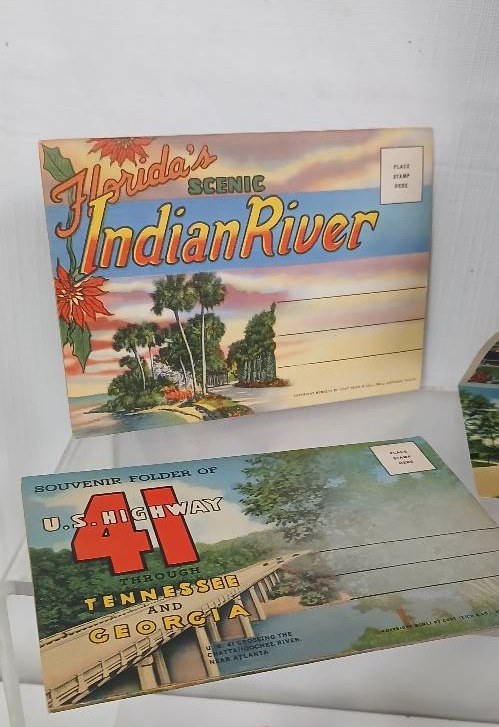 Florida's
SCENIC
Indian River
PLACE
STAMP
HERE
SOUVENIR FOLDER OF
U.S. HIGHWAY
41
THROUGH
TENNESSEE
AND
GEORGIA
PLACE
STAMP
HERE
U.S. 41 CROSSING THE
CHATTAHOOCHEE RIVER,
NEAR ATLANTA